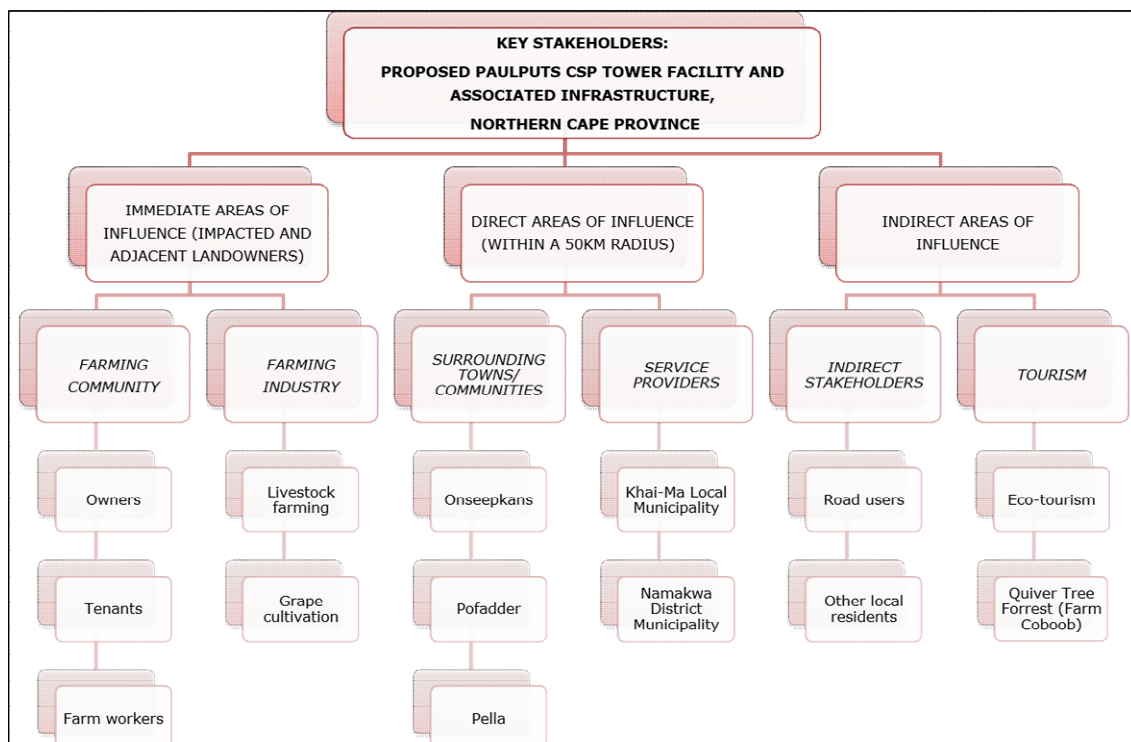 KEY STAKEHOLDERS:
PROPOSED PAULPUTS CSP TOWER FACILITY AND
ASSOCIATED INFRASTRUCTURE,
NORTHERN CAPE PROVINCE
IMMEDIATE AREAS OF
INFLUENCE (IMPACTED AND
ADJACENT LANDOWNERS)
DIRECT AREAS OF INFLUENCE
(WITHIN A 50KM RADIUS)
INDIRECT AREAS OF
INFLUENCE
FARMING
COMMUNITY
FARMING
INDUSTRY
SURROUNDING
TOWNS/
COMMUNITIES
SERVICE
PROVIDERS
INDIRECT
STAKEHOLDERS
TOURISM
Owners
Livestock
farming
Onseepkans
Khai-Ma Local
Municipality
Road users
Eco-tourism
Tenants
Grape
cultivation
Pofadder
Namakwa
District
Municipality
Other local
residents
Quiver Tree
Forrest (Farm
Coboob)
Farm workers
Pella